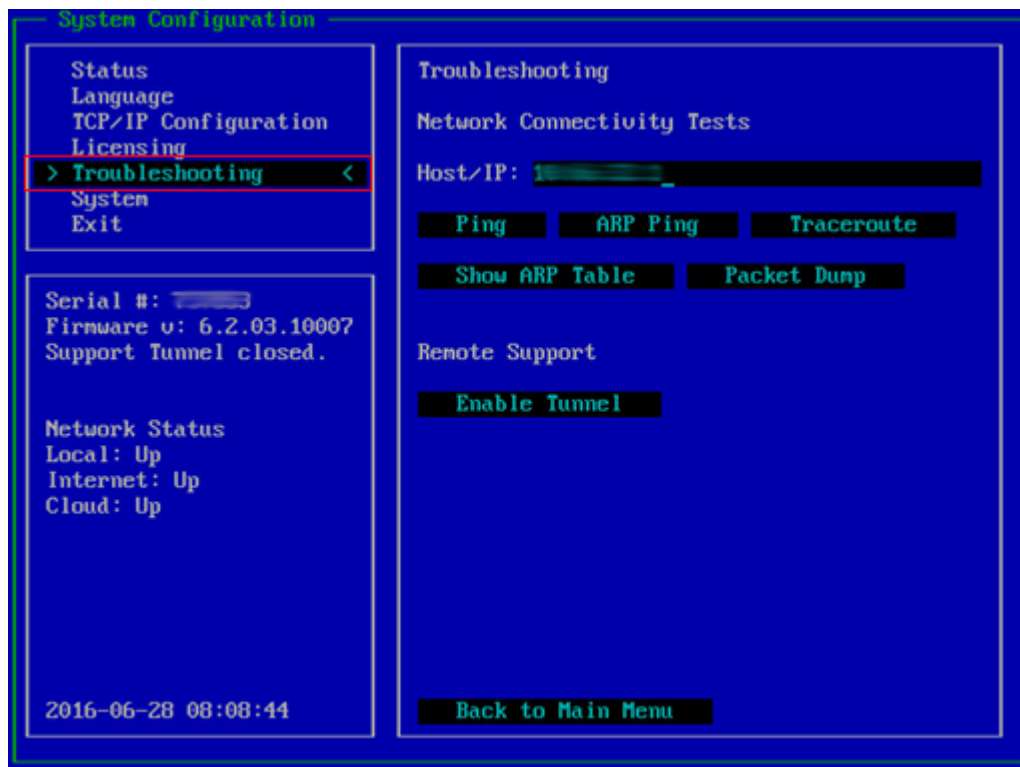 System Configuration
Status
Language
TCP/IP Configuration
Licensing
> Troubleshooting <
System
Exit
Serial #:
Firmware v: 6.2.03.10007
Support Tunnel closed.
Network Status
Local: Up
Internet: Up
Cloud: Up
2016-06-28 08:08:44
Troubleshooting
Network Connectivity Tests
Host/IP:
Ping ARP Ping Traceroute
Show ARP Table Packet Dump
Remote Support
Enable Tunnel
Back to Main Menu